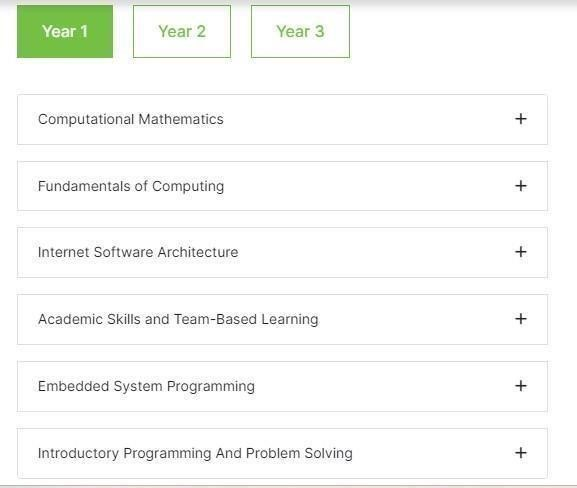 Year 1 Year 2 Year 3
Computational Mathematics +
Fundamentals of Computing +
Internet Software Architecture +
Academic Skills and Team-Based Learning +
Embedded System Programming +
Introductory Programming And Problem Solving +